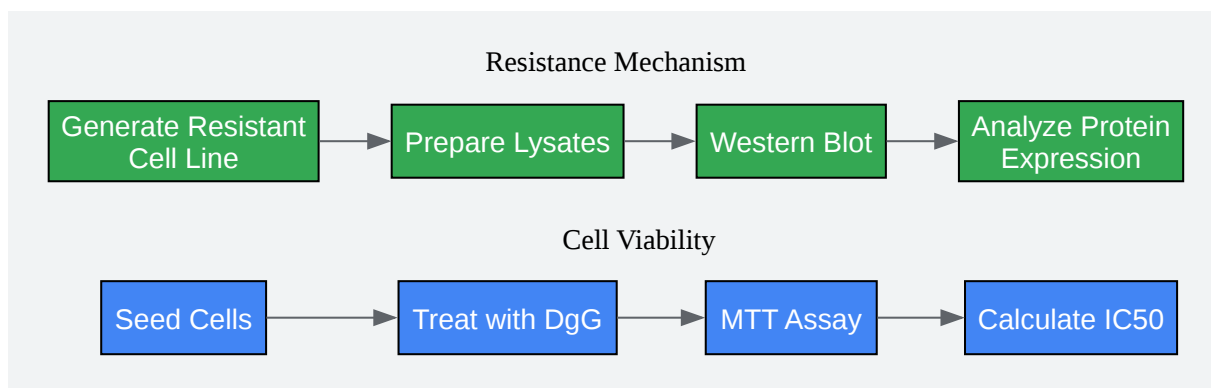 Resistance Mechanism
Generate Resistant
Cell Line
Prepare Lysates
Western Blot
Analyze Protein
Expression
Cell Viability
Seed Cells
Treat with DgG
MTT Assay
Calculate IC50